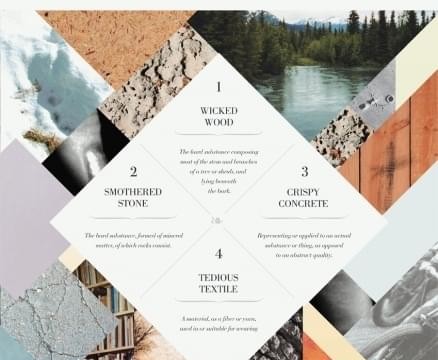 1
WICKED
WOOD
The hard substance composing
most of the stem and branches
of a tree or shrub, and
lying beneath
the bark.
2
SMOTHERED
STONE
The hard substance, formed of mineral
matter, of which rocks consist.
3
CRISPY
CONCRETE
Representing or applied to an actual
substance or thing, as opposed
to an abstract quality.
4
TEDIOUS
TEXTILE
A material, as a fiber or yarn,
used in or suitable for weaving